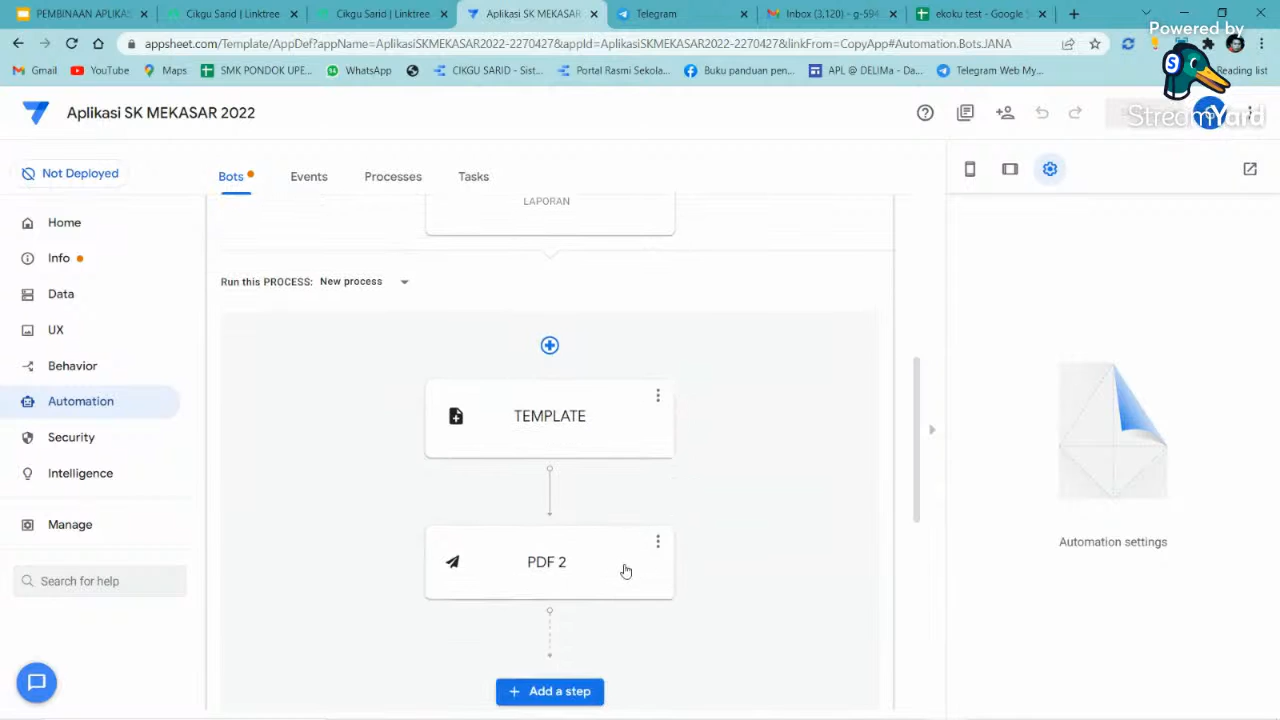 PEMBINAAN APLIKAS
Cikgu Sarid | Linktree
Cikgu Sarid | Linktree
Aplikasi SK MEKASAR
Telegram
Inbox (3,120) - g-594
ekoku test - Google S
Powered by
appsheet.com/Template/AppDef?appName=AplikasiSKMEKASAR2022-2270427&appId=AplikasiSKMEKASAR2022-2270427&linkFrom=CopyApp#Automation.Bots.JANA
Gmail
YouTube
Maps
SMK PONDOK UPE...
WhatsApp
CIKGU SARID - Sist...
Portal Rasmi Sekola...
Buku panduan pen...
APL @ DELIMa - Da...
Telegram Web My...
Reading list
Aplikasi SK MEKASAR 2022
StreamYard
Not Deployed
Bots
Events
Processes
Tasks
Home
Info
Data
UX
Behavior
Automation
Security
Intelligence
Manage
Search for help
LAPORAN
Run this PROCESS: New process
TEMPLATE
PDF 2
+ Add a step
Automation settings